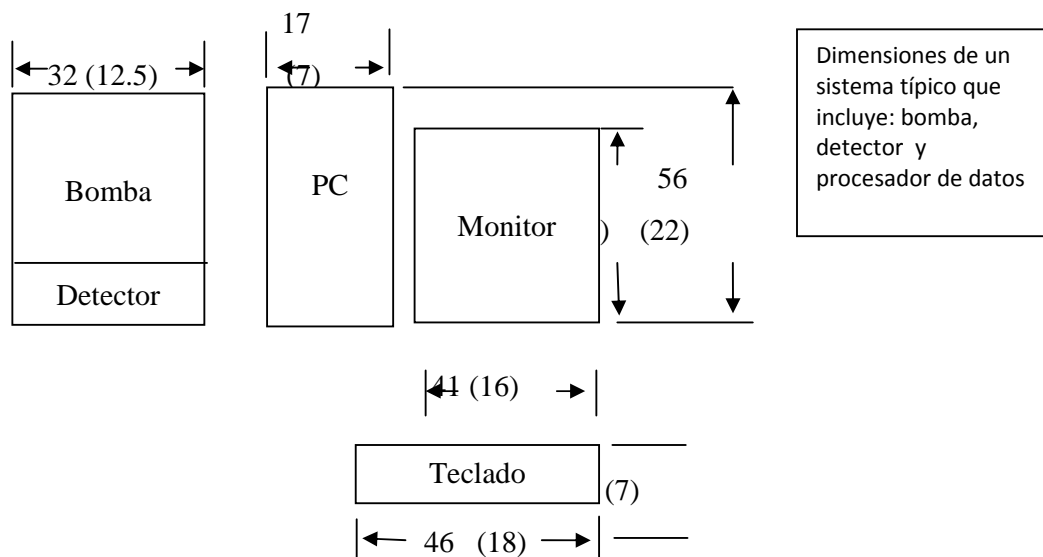 17
32 (12.5)
(7)
Dimensiones de un
sistema típico que
incluye: bomba,
detector y
procesador de datos
Bomba
PC
56
Monitor
)
(22)
Detector
41 (16)
Teclado
(7)
46 (18)